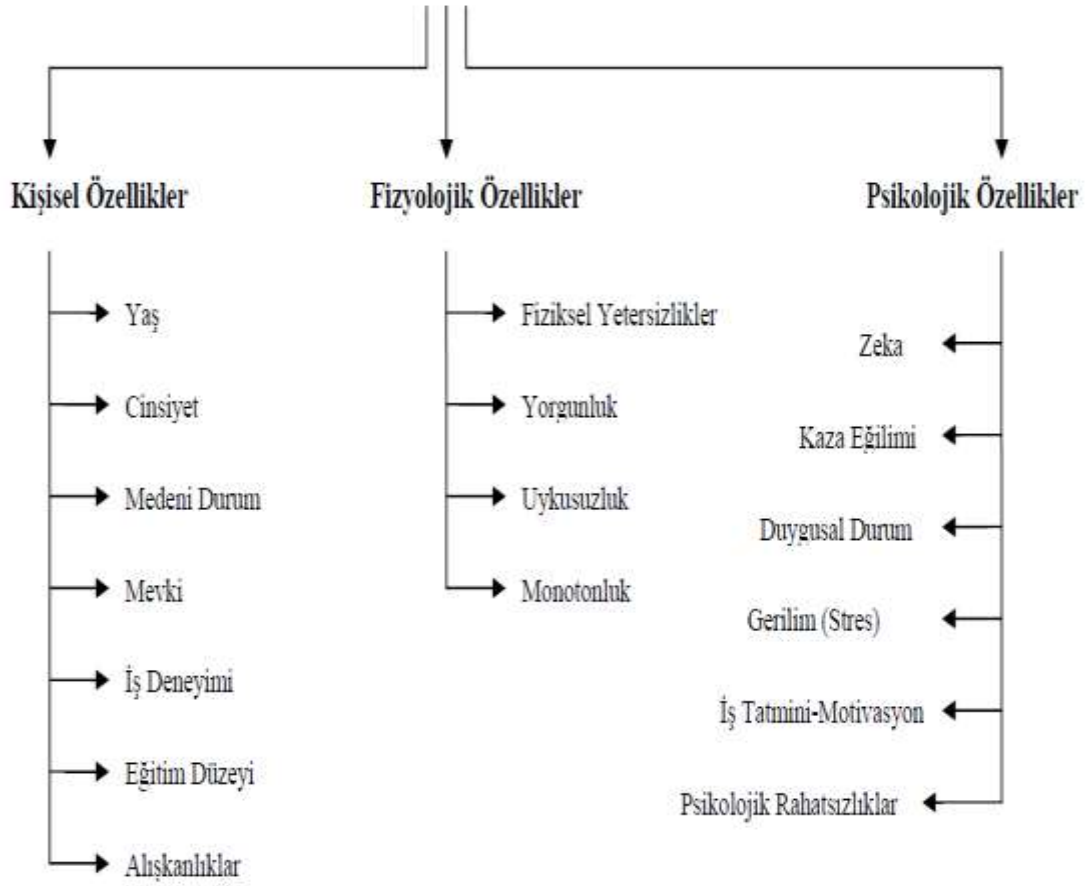 Kişisel Özellikler
Yaş
Cinsiyet
Medeni Durum
Mevki
İş Deneyimi
Eğitim Düzeyi
Alışkanlıklar
Fizyolojik Özellikler
Fiziksel Yetersizlikler
Yorgunluk
Uykusuzluk
Monotonluk
Psikolojik Özellikler
Zeka
Kaza Eğilimi
Duygusal Durum
Gerilim (Stres)
İş Tatmini-Motivasyon
Psikolojik Rahatsızlıklar